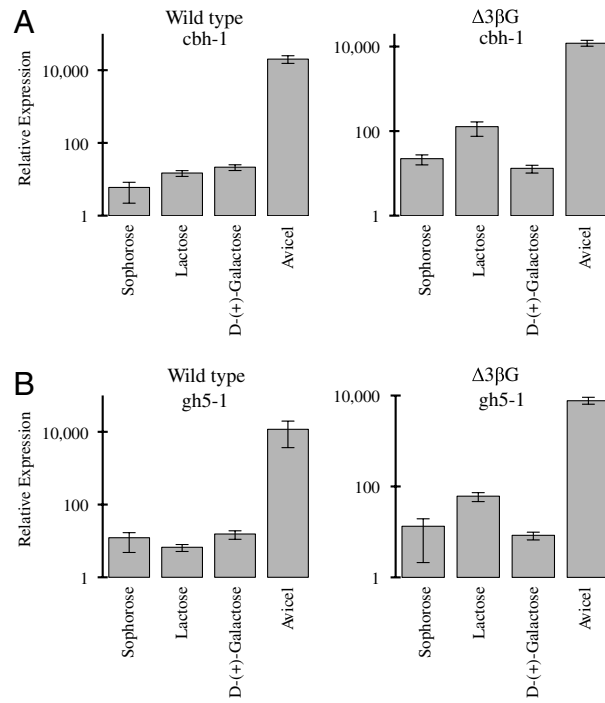 A
Wild type
cbh-1
Relative Expression
10,000
100
1
Sophorose
Lactose
D-(+)-Galactose
Avicel
Δ3βG
cbh-1
10,000
100
1
Sophorose
Lactose
D-(+)-Galactose
Avicel
B
Wild type
gh5-1
Relative Expression
10,000
100
1
Sophorose
Lactose
D-(+)-Galactose
Avicel
Δ3βG
gh5-1
10,000
100
1
Sophorose
Lactose
D-(+)-Galactose
Avicel